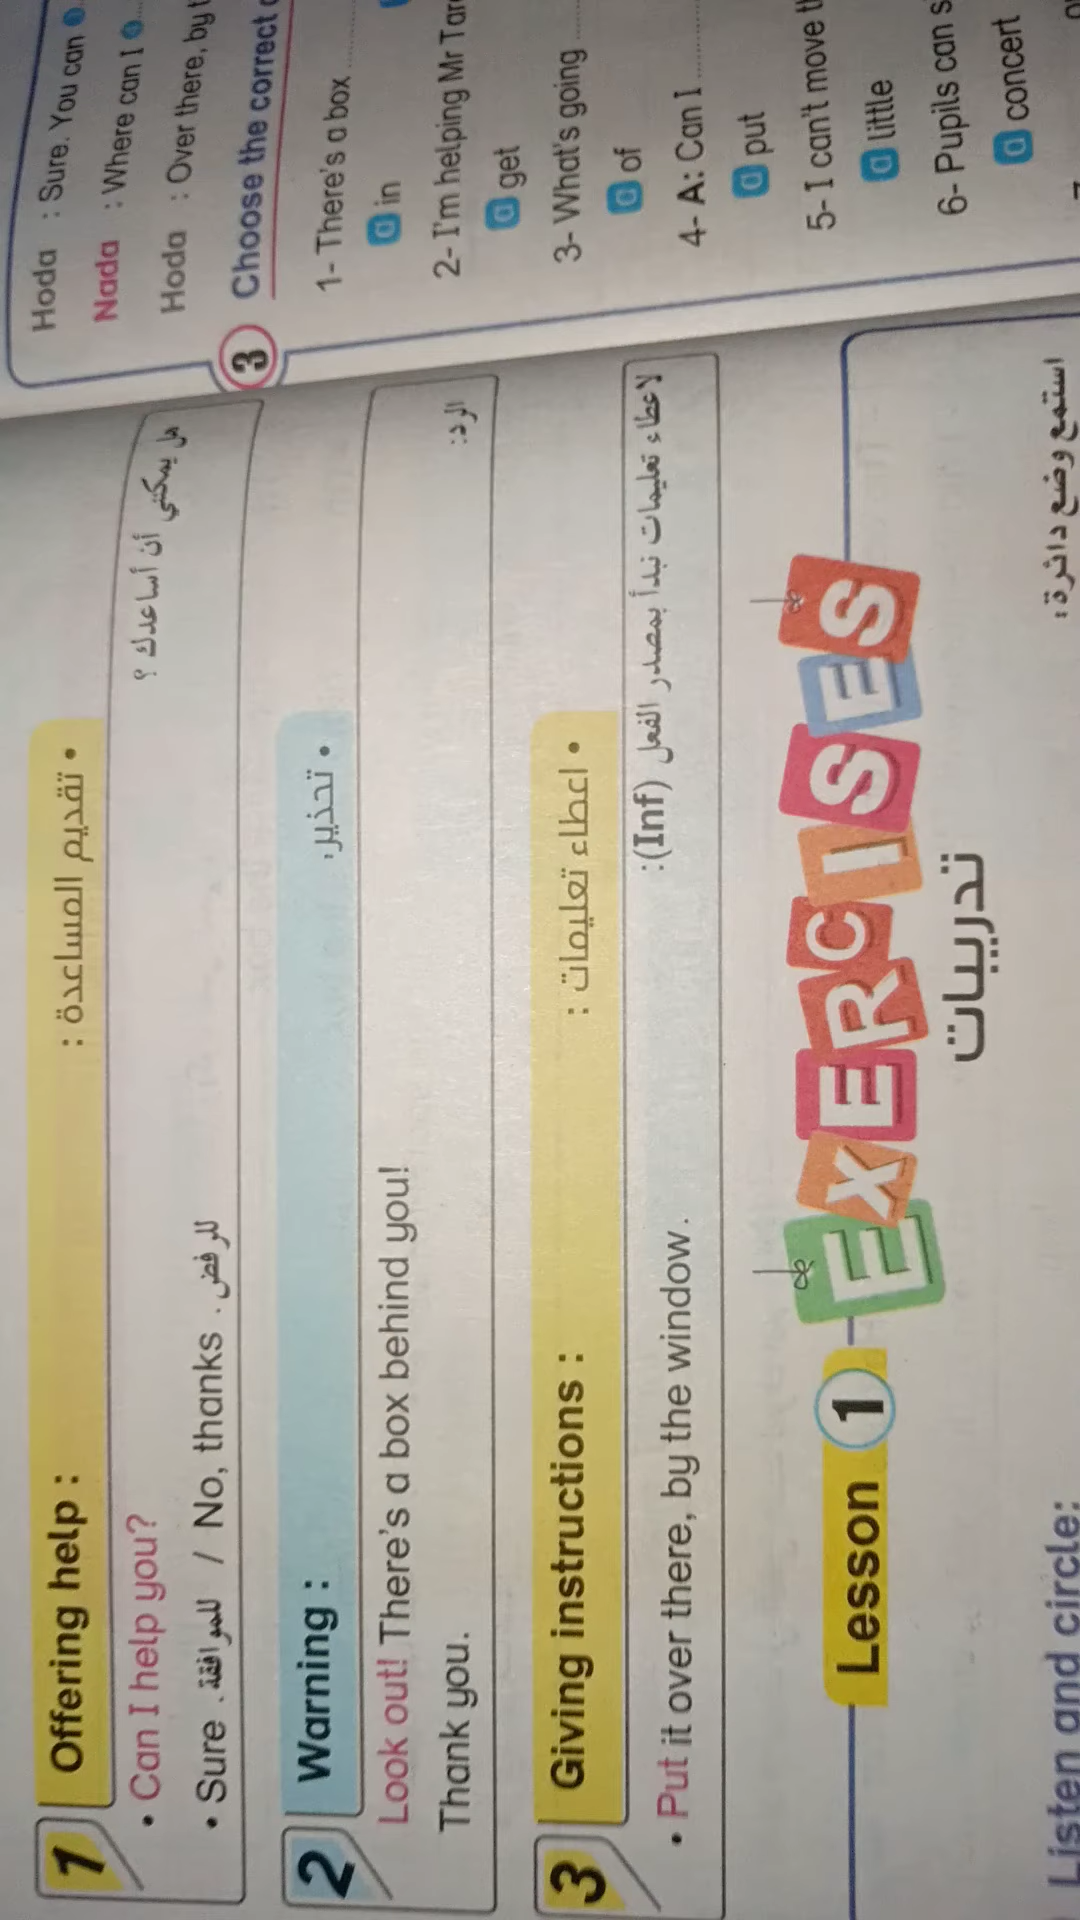 1 Offering help : • تقديم المساعدة :
• Can I help you? هل يمكنني أن أساعدك ؟
• Sure . للموافقة / No, thanks . للرفض
2 Warning : • تحذير:
Look out! There's a box behind you!
Thank you. الرد:
3 Giving instructions : • اعطاء تعليمات :
لاعطاء تعليمات نبدأ بمصدر الفعل (Inf):
• Put it over there, by the window.
Lesson 1 EXERCISES
تدريبات
Listen and circle: استمع وضع دائرة:
Hoda : Sure. You can
Nada : Where can I
Hoda : Over there, by
3 Choose the correct
1- There's a box ..........
a in
2- I'm helping Mr
a get
3- What's going ..........
a of
4- A: Can I ..........
a put
5- I can't move
a little
6- Pupils can
a concert